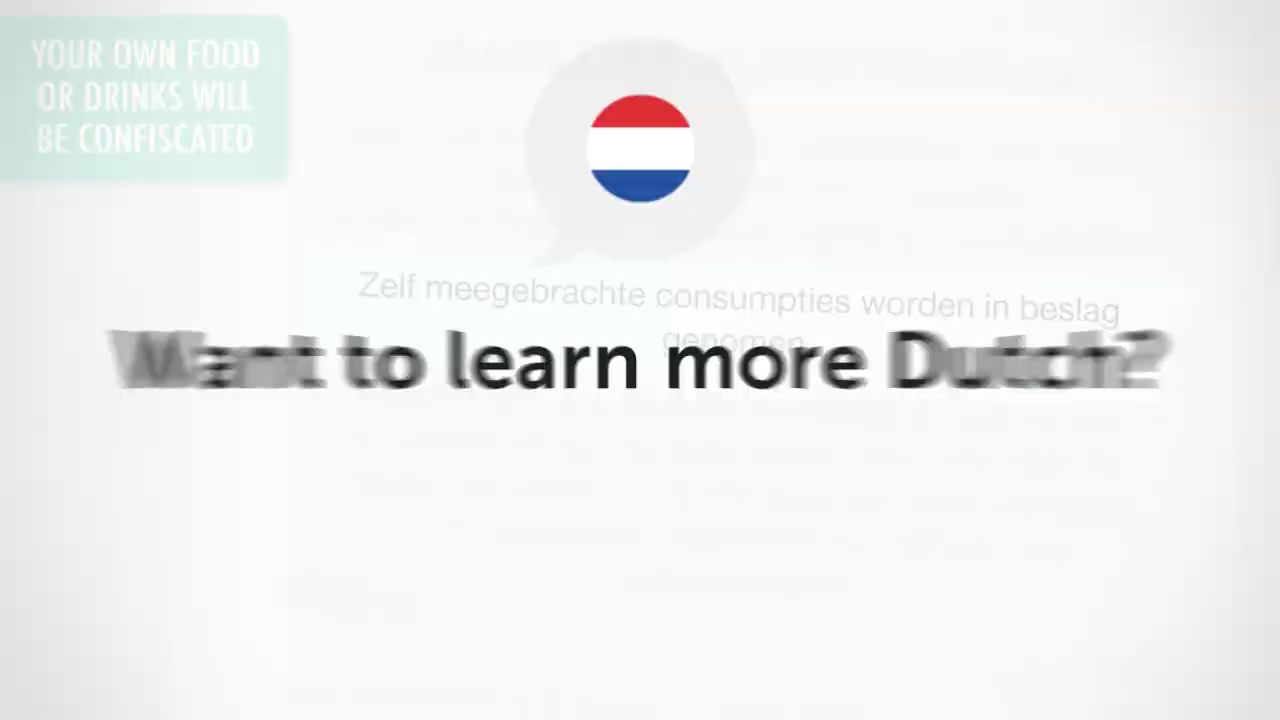 YOUR OWN FOOD
OR DRINKS WILL
BE CONFISCATED
Zelf meegebrachte consumpties worden in beslag
genomen
Want to learn more Dutch?